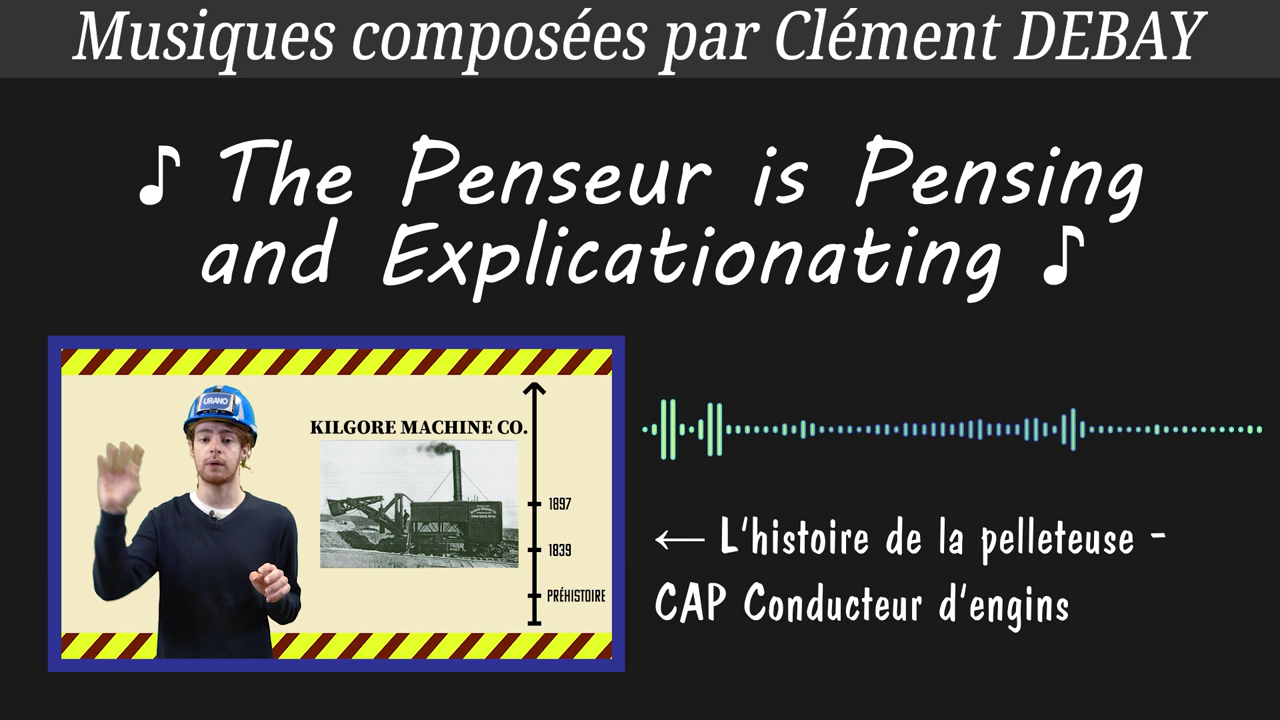 Musiques composées par Clément DEBAY
♪ The Penseur is Pensing
and Explicationating ♪
URANO
KILGORE MACHINE CO.
1897
1839
PRÉHISTOIRE
← L'histoire de la pelleteuse -
CAP Conducteur d'engins